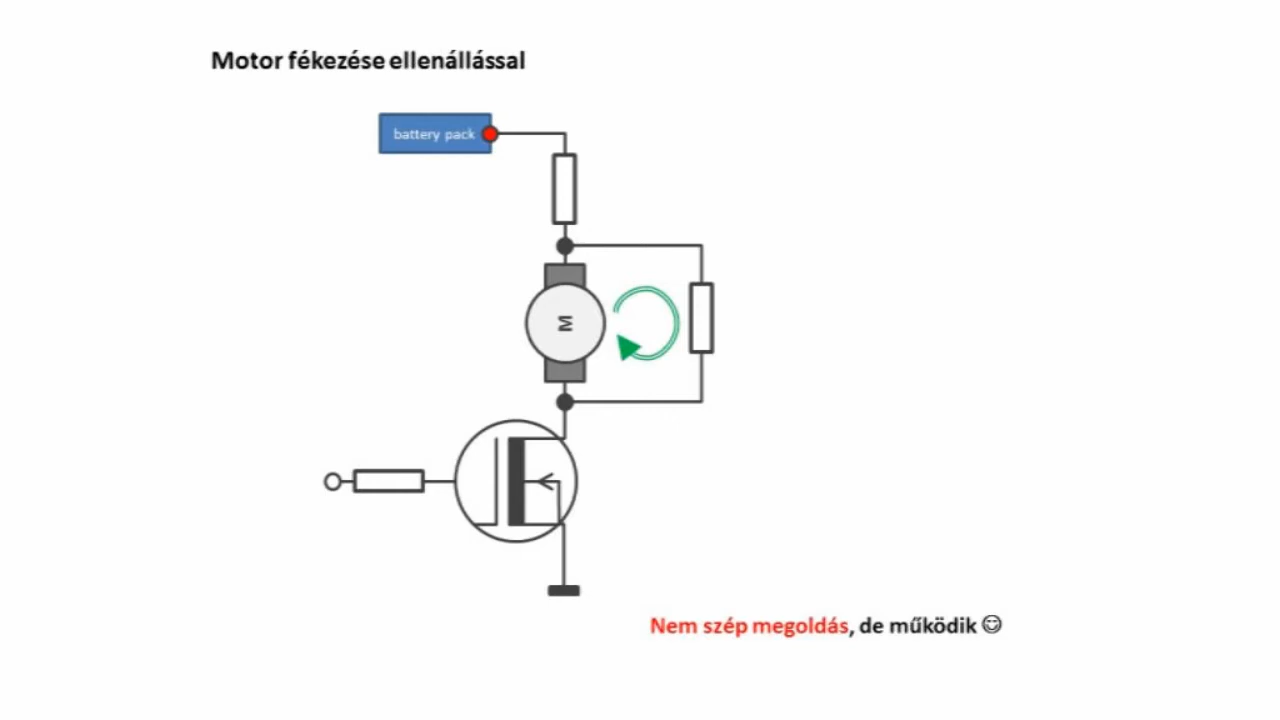 Motor fékezése ellenállással
battery pack
M
Nem szép megoldás, de működik ☺